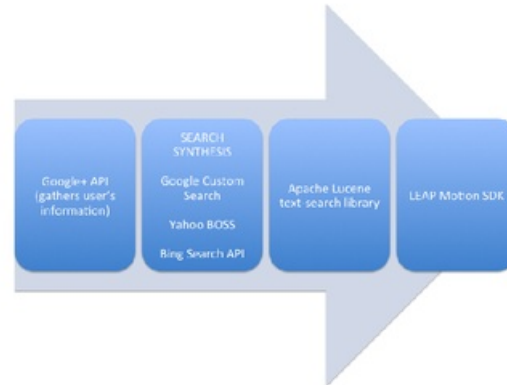 Google+ API
(gathers user's
information)
SEARCH
SYNTHESIS
Google Custom
Search
Yahoo BOSS
Bing Search API
Apache Lucene
text-search library
LEAP Motion SDK